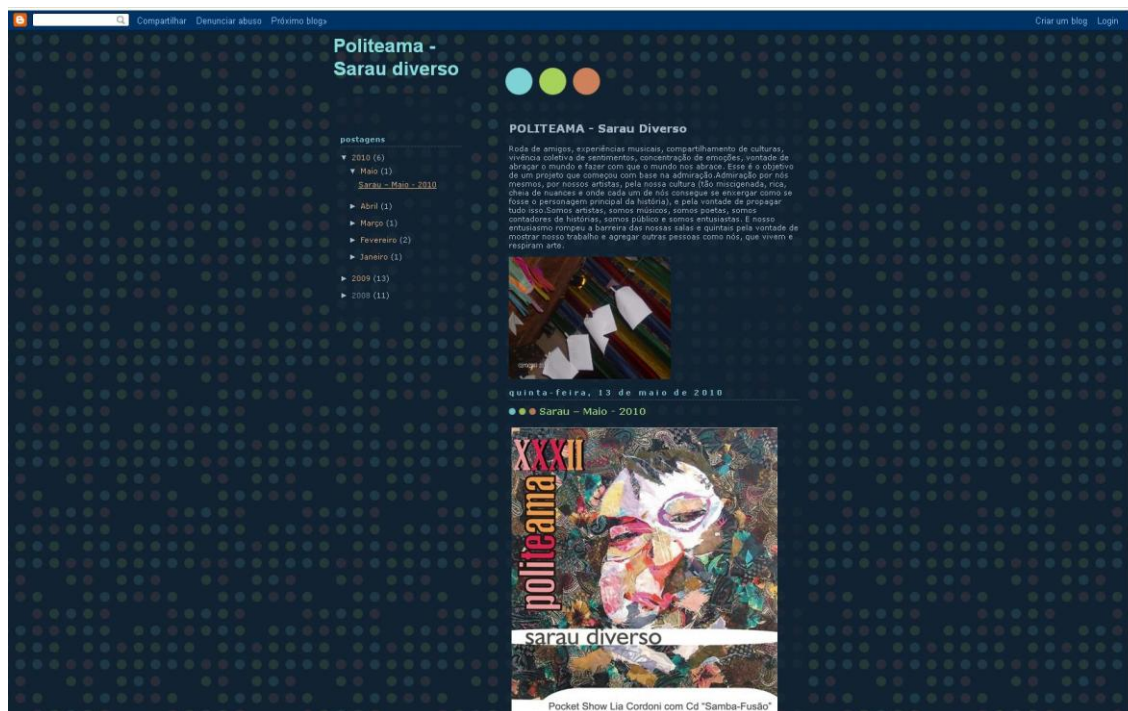 Compartilhar Denunciar abuso Próximo blog»
Criar um blog Login
Politeama -
Sarau diverso
postagens
▼ 2010 (6)
▼ Maio (1)
Sarau – Maio - 2010
► Abril (1)
► Março (1)
► Fevereiro (2)
► Janeiro (1)
► 2009 (13)
► 2008 (11)
POLITEAMA - Sarau Diverso
Roda de amigos, experiências musicais, compartilhamento de culturas,
vivência coletiva de sentimentos, concentração de emoções, vontade de
abraçar o mundo e fazer com que o mundo nos abrace. Esse é o objetivo
de um projeto que começou com base na admiração.Admiração por nós
mesmos, por nossos artistas, pela nossa cultura (tão miscigenada, rica,
cheia de nuances e onde cada um de nós consegue se enxergar como se
fosse o personagem principal da história), e pela vontade de propagar
tudo isso.Somos artistas, somos músicos, somos poetas, somos
contadores de histórias, somos público e somos entusiastas. E nosso
entusiasmo rompeu a barreira das nossas salas e quintais pela vontade de
mostrar nosso trabalho e agregar outras pessoas como nós, que vivem e
respiram arte.
quinta-feira, 13 de maio de 2010
Sarau – Maio - 2010
XXXII
politeama
sarau diverso
Pocket Show Lia Cordoni com Cd "Samba-Fusão"